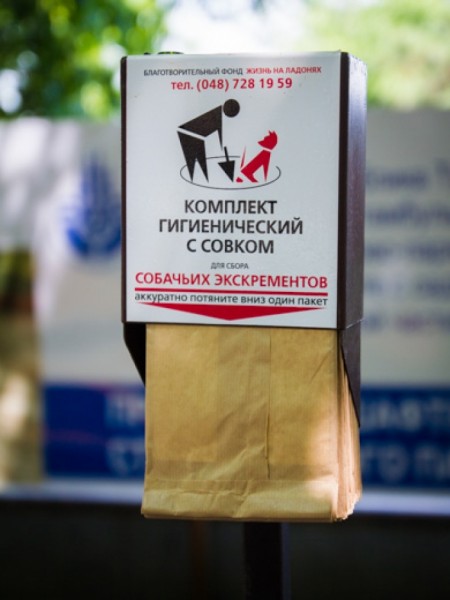 БЛАГОТВОРИТЕЛЬНЫЙ ФОНД ЖИЗНЬ НА ЛАДОНЯХ
тел. (048) 728 19 59
КОМПЛЕКТ
ГИГИЕНИЧЕСКИЙ
С СОВКОМ
ДЛЯ СБОРА
СОБАЧЬИХ ЭКСКРЕМЕНТОВ
аккуратно потяните вниз один пакет